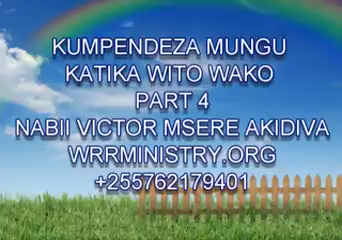 KUMPENDEZA MUNGU
KATIKA WITO WAKO
PART 4
NABII VICTOR MSERE AKIDIVA
WRRMINISTRY.ORG
+255762179401